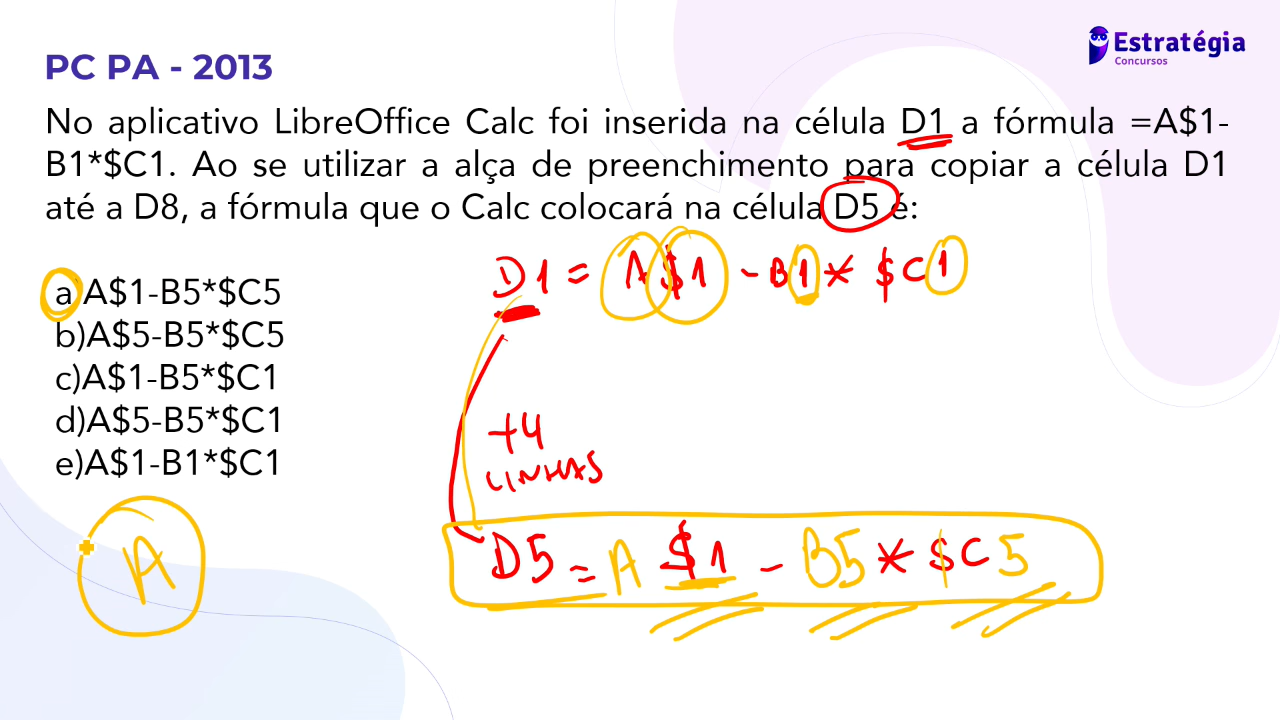 Estratégia
Concursos
PC PA - 2013
No aplicativo LibreOffice Calc foi inserida na célula D1 a fórmula =A$1-
B1*$C1. Ao se utilizar a alça de preenchimento para copiar a célula D1
até a D8, a fórmula que o Calc colocará na célula D5 é:
D1 = A $1 - B1 * $C1
a)A$1-B5*$C5
b)A$5-B5*$C5
c)A$1-B5*$C1
d)A$5-B5*$C1
e)A$1-B1*$C1
+4
LINHAS
D5 = A $1 - B5 * $C5
A